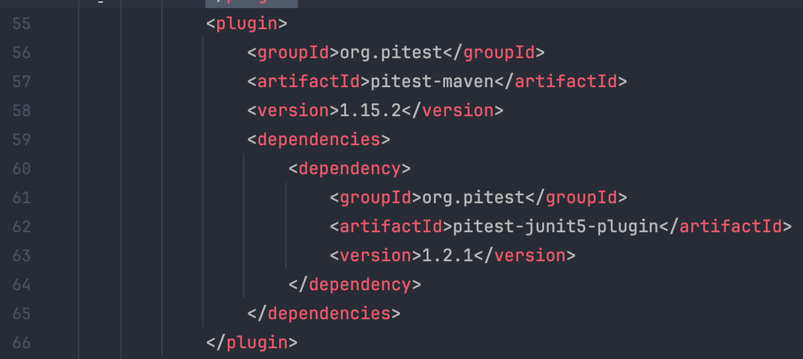 55 <plugin>
56 <groupId>org.pitest</groupId>
57 <artifactId>pitest-maven</artifactId>
58 <version>1.15.2</version>
59 <dependencies>
60 <dependency>
61 <groupId>org.pitest</groupId>
62 <artifactId>pitest-junit5-plugin</artifactId>
63 <version>1.2.1</version>
64 </dependency>
65 </dependencies>
66 </plugin>